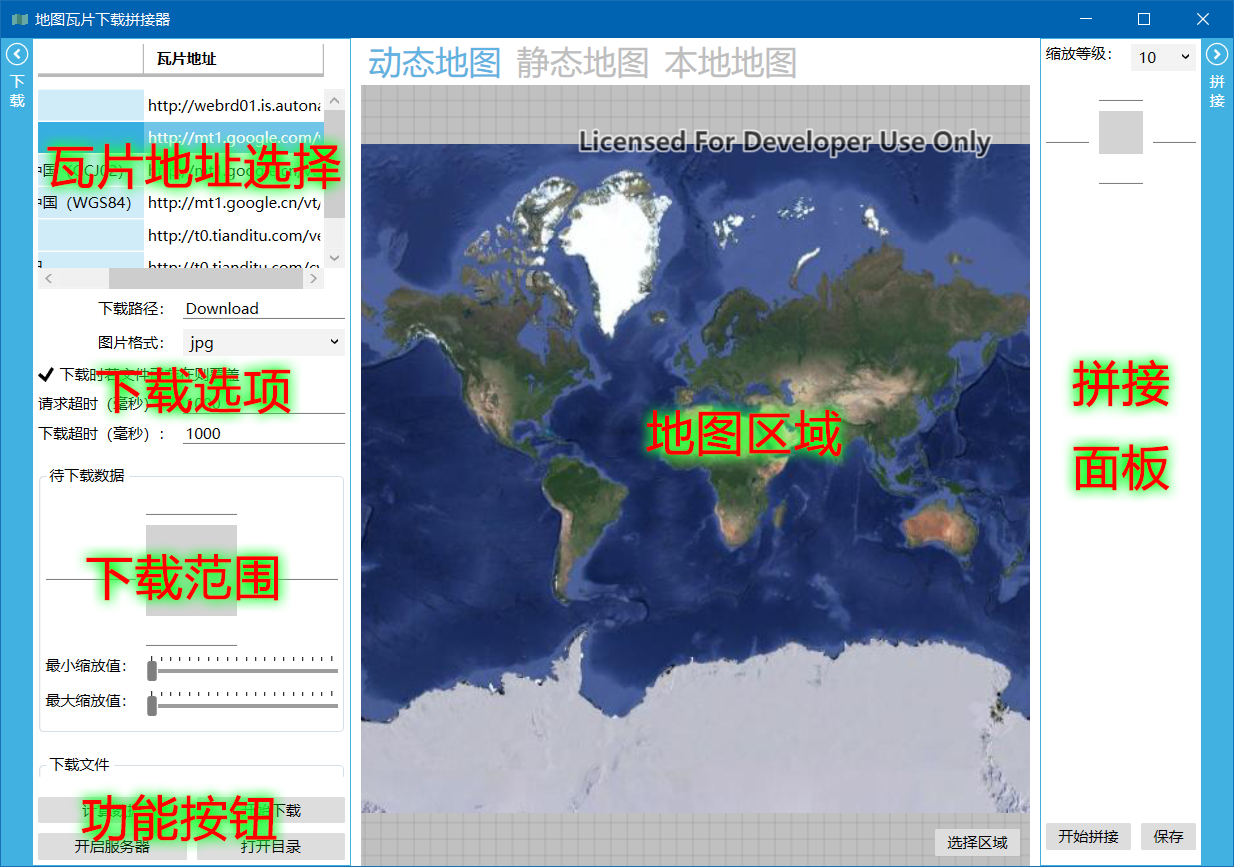 地图瓦片下载拼接器
下载
瓦片地址
http://webrd01.is.autona
http://mt1.google.com/
瓦片地址选择
国（GCJ02）
国（WGS84） http://mt1.google.cn/vt/
http://t0.tianditu.com/ve
http://t0.tianditu.com/cv
下载路径： Download
图片格式： jpg
下载选项
请求超时（毫秒）
下载超时（毫秒）： 1000
待下载数据
下载范围
最小缩放值：
最大缩放值：
下载文件
功能按钮
下载
开启服务器 打开目录
动态地图 静态地图 本地地图
Licensed For Developer Use Only
地图区域
选择区域
缩放等级： 10
拼接
面板
开始拼接 保存
拼接